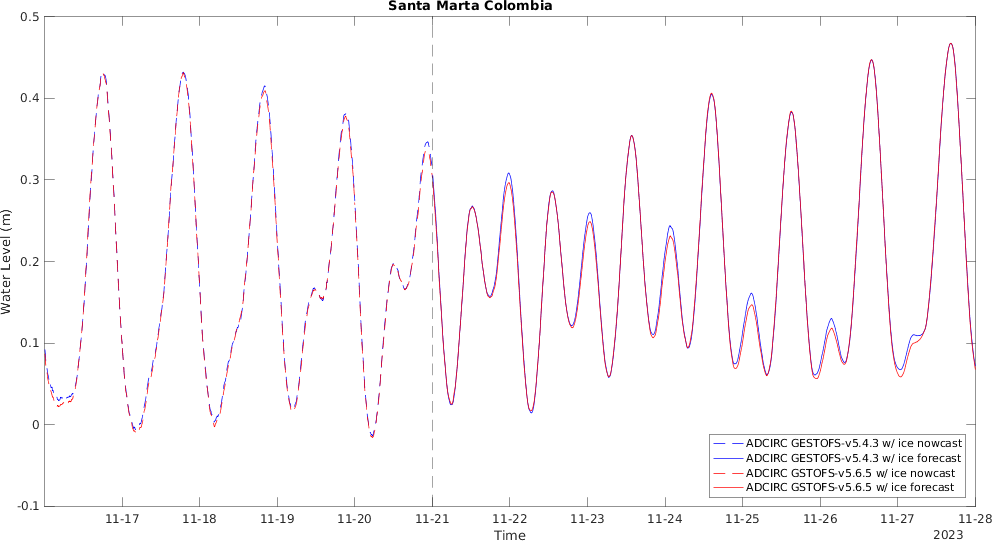 Santa Marta Colombia
0.5
0.4
0.3
0.2
0.1
0
-0.1
Water Level (m)
11-17 11-18 11-19 11-20 11-21 11-22 11-23 11-24 11-25 11-26 11-27 11-28
Time
2023
ADCIRC GESTOFS-v5.4.3 w/ ice nowcast
ADCIRC GESTOFS-v5.4.3 w/ ice forecast
ADCIRC GSTOFS-v5.6.5 w/ ice nowcast
ADCIRC GSTOFS-v5.6.5 w/ ice forecast